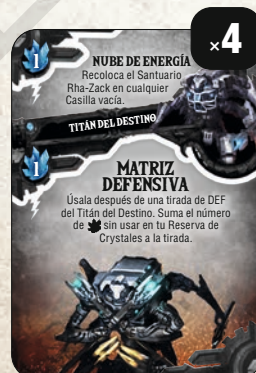 ×4
1
NUBE DE ENERGÍA
Recoloca el Santuario
Rha-Zack en cualquier
Casilla vacía.
TITÁN DEL DESTINO
1
MATRIZ
DEFENSIVA
Úsala después de una tirada de DEF
del Titán del Destino. Suma el número
de sin usar en tu Reserva de
Crystales a la tirada.